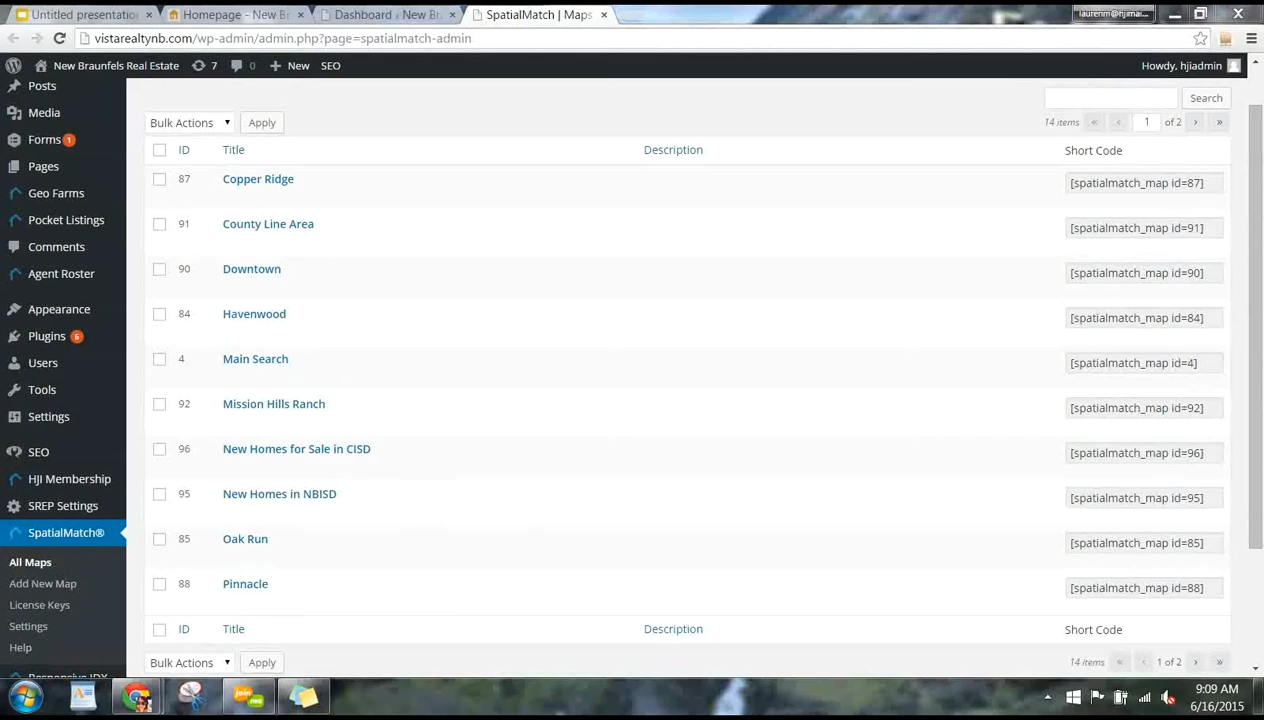 Untitled presentation
Homepage - New Br
Dashboard ‹ New Br
SpatialMatch | Maps
laurenm@hjimai...
vistarealtynb.com/wp-admin/admin.php?page=spatialmatch-admin
New Braunfels Real Estate 7 0 New SEO Howdy, hjiadmin
Posts
Media
Forms 1
Pages
Geo Farms
Pocket Listings
Comments
Agent Roster
Appearance
Plugins 6
Users
Tools
Settings
SEO
HJI Membership
SREP Settings
SpatialMatch®
All Maps
Add New Map
License Keys
Settings
Help
Responsive IDX
Search
Bulk Actions Apply 14 items « ‹ 1 of 2 › »
ID Title Description Short Code
87 Copper Ridge [spatialmatch_map id=87]
91 County Line Area [spatialmatch_map id=91]
90 Downtown [spatialmatch_map id=90]
84 Havenwood [spatialmatch_map id=84]
4 Main Search [spatialmatch_map id=4]
92 Mission Hills Ranch [spatialmatch_map id=92]
96 New Homes for Sale in CISD [spatialmatch_map id=96]
95 New Homes in NBISD [spatialmatch_map id=95]
85 Oak Run [spatialmatch_map id=85]
88 Pinnacle [spatialmatch_map id=88]
ID Title Description Short Code
Bulk Actions Apply 14 items « ‹ 1 of 2 › »
join me
9:09 AM
6/16/2015